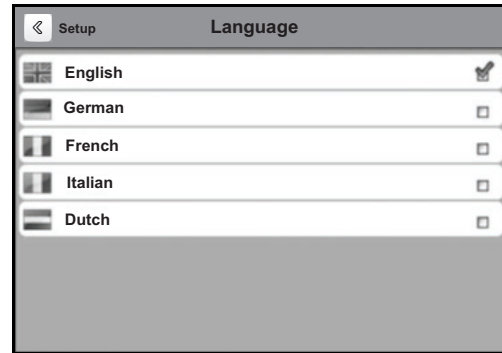 Setup Language
English
German
French
Italian
Dutch